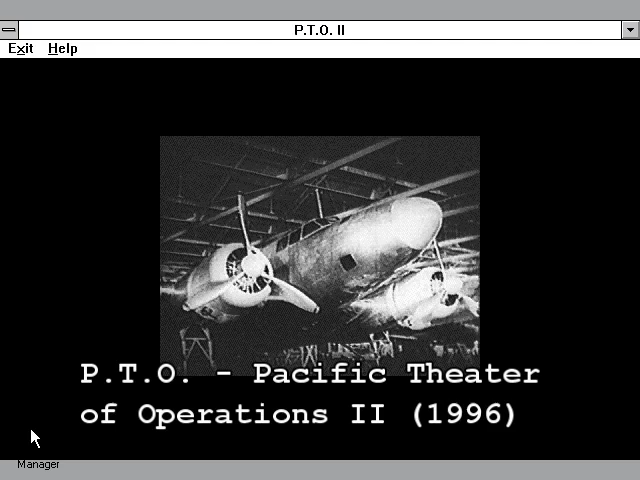 P.T.O. II
Exit Help
P.T.O. - Pacific Theater
of Operations II (1996)
Manager